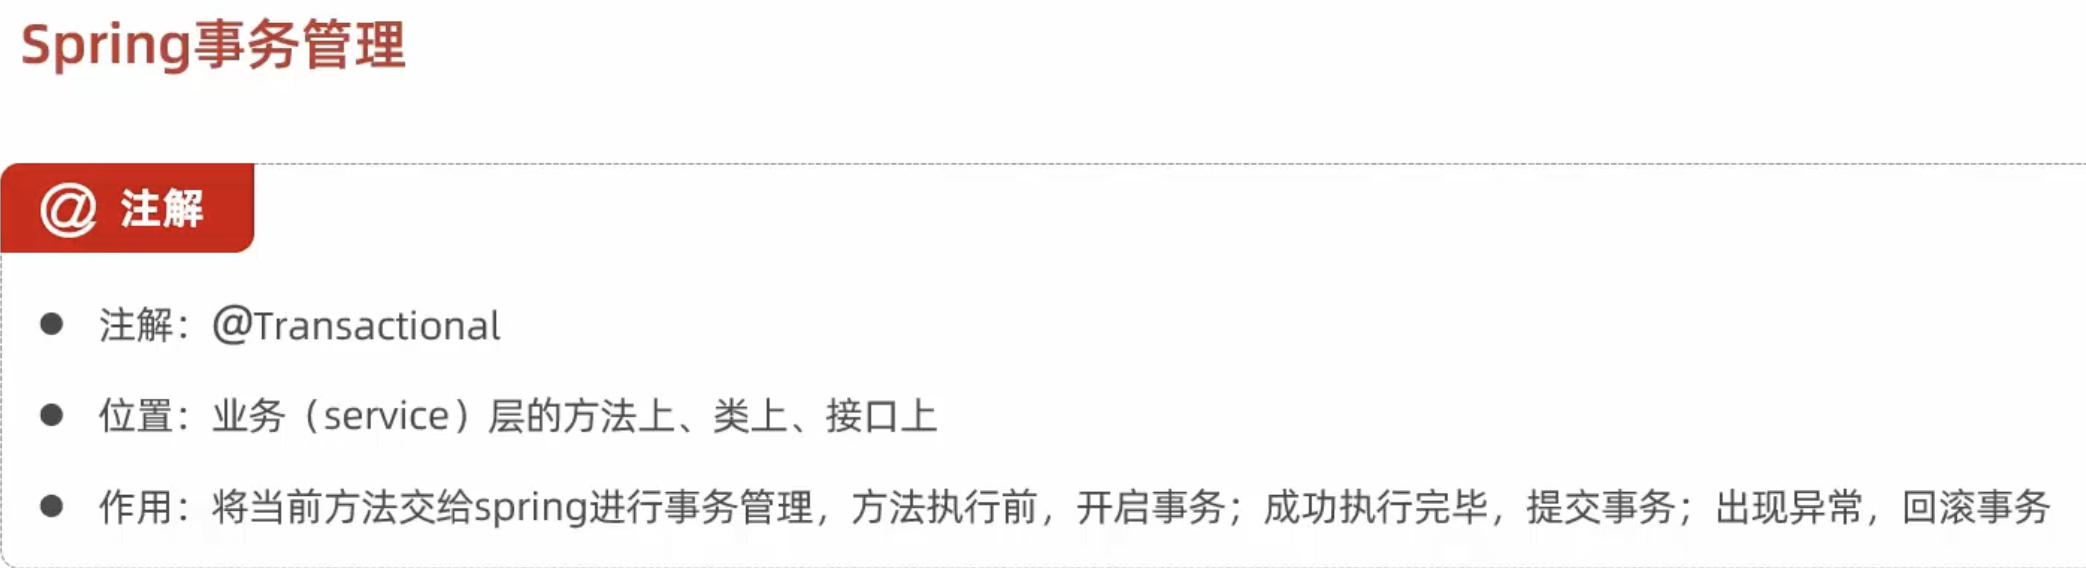 Spring事务管理
@ 注解
● 注解：@Transactional
● 位置：业务（service）层的方法上、类上、接口上
● 作用：将当前方法交给spring进行事务管理，方法执行前，开启事务；成功执行完毕，提交事务；出现异常，回滚事务